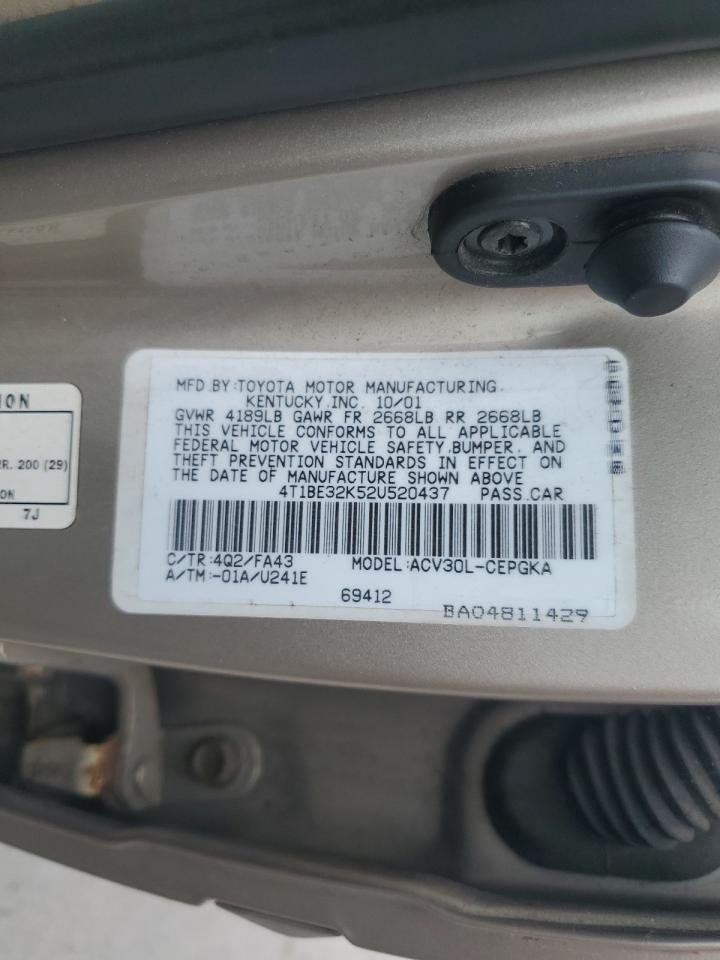 ION
RR. 200 (29)
ON
7J
MFD BY:TOYOTA MOTOR MANUFACTURING.
KENTUCKY.INC. 10/01
GVWR 4189LB GAWR FR 2668LB RR 2668LB
THIS VEHICLE CONFORMS TO ALL APPLICABLE
FEDERAL MOTOR VEHICLE SAFETY.BUMPER. AND
THEFT PREVENTION STANDARDS IN EFFECT ON
THE DATE OF MANUFACTURE SHOWN ABOVE
4T1BE32K52U520437 PASS.CAR
C/TR:4Q2/FA43 MODEL:ACV30L-CEPGKA
A/TM:-01A/U241E
69412
BA04811429